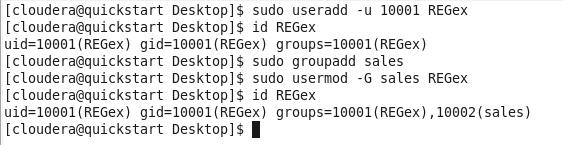 [cloudera@quickstart Desktop]$ sudo useradd -u 10001 REGex
[cloudera@quickstart Desktop]$ id REGex
uid=10001(REGex) gid=10001(REGex) groups=10001(REGex)
[cloudera@quickstart Desktop]$ sudo groupadd sales
[cloudera@quickstart Desktop]$ sudo usermod -G sales REGex
[cloudera@quickstart Desktop]$ id REGex
uid=10001(REGex) gid=10001(REGex) groups=10001(REGex),10002(sales)
[cloudera@quickstart Desktop]$